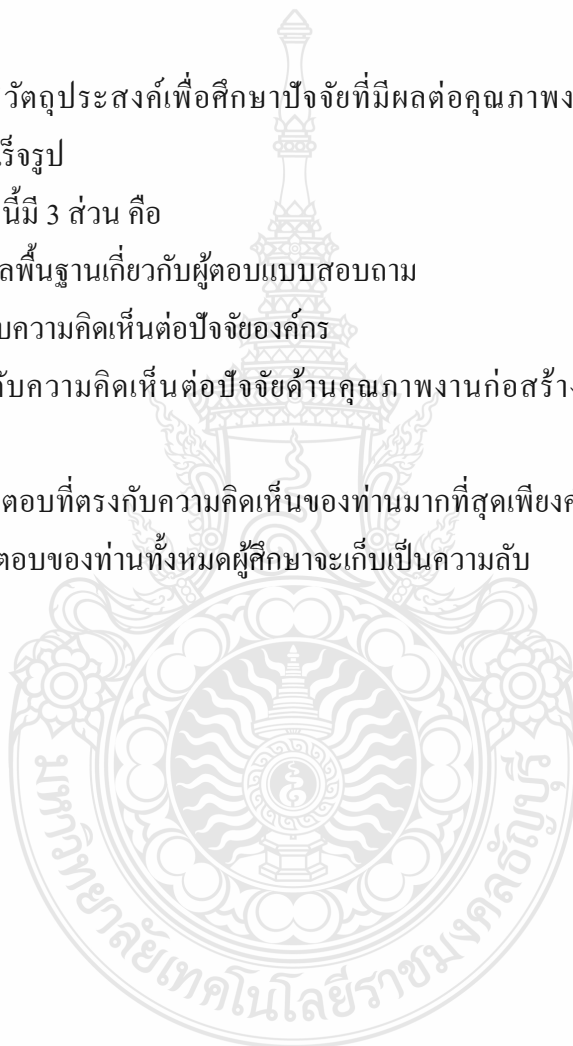 วัตถุประสงค์เพื่อศึกษาปัจจัยที่มีผลต่อคุณภาพง
ร็จรูป
นี้มี 3 ส่วน คือ
ลพื้นฐานเกี่ยวกับผู้ตอบแบบสอบถาม
บความคิดเห็นต่อปัจจัยองค์กร
กับความคิดเห็นต่อปัจจัยด้านคุณภาพงานก่อสร้าง
ตอบที่ตรงกับความคิดเห็นของท่านมากที่สุดเพียงค
ตอบของท่านทั้งหมดผู้ศึกษาจะเก็บเป็นความลับ
มหาวิทยาลัยเทคโนโลยีราชมงคลธัญบุรี